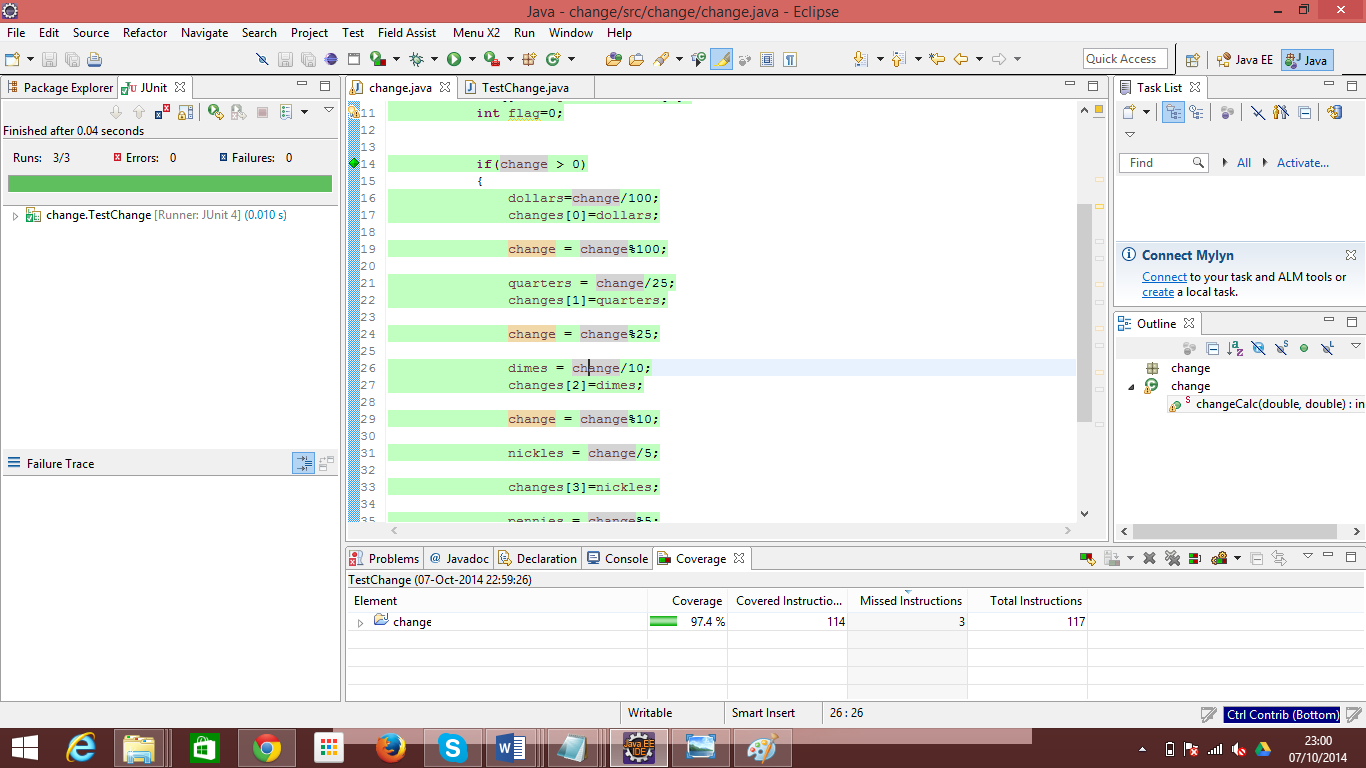 Java - change/src/change/change.java - Eclipse
File Edit Source Refactor Navigate Search Project Test Field Assist Menu X2 Run Window Help
Quick Access Java EE Java
Package Explorer JUnit
Finished after 0.04 seconds
Runs: 3/3 Errors: 0 Failures: 0
change.TestChange [Runner: JUnit 4] (0.010 s)
Failure Trace
change.java TestChange.java
11 int flag=0;
12
13
14 if(change > 0)
15 {
16 dollars=change/100;
17 changes[0]=dollars;
18
19 change = change%100;
20
21 quarters = change/25;
22 changes[1]=quarters;
23
24 change = change%25;
25
26 dimes = change/10;
27 changes[2]=dimes;
28
29 change = change%10;
30
31 nickles = change/5;
32
33 changes[3]=nickles;
34
35 pennies = change%5;
Task List
Find All Activate...
Connect Mylyn
Connect to your task and ALM tools or
create a local task.
Outline
change
change
changeCalc(double, double) : in
Problems @ Javadoc Declaration Console Coverage
TestChange (07-Oct-2014 22:59:26)
Element Coverage Covered Instructio... Missed Instructions Total Instructions
change 97.4 % 114 3 117
Writable Smart Insert 26 : 26 Ctrl Contrib (Bottom)
Java EE
IDE
23:00
07/10/2014